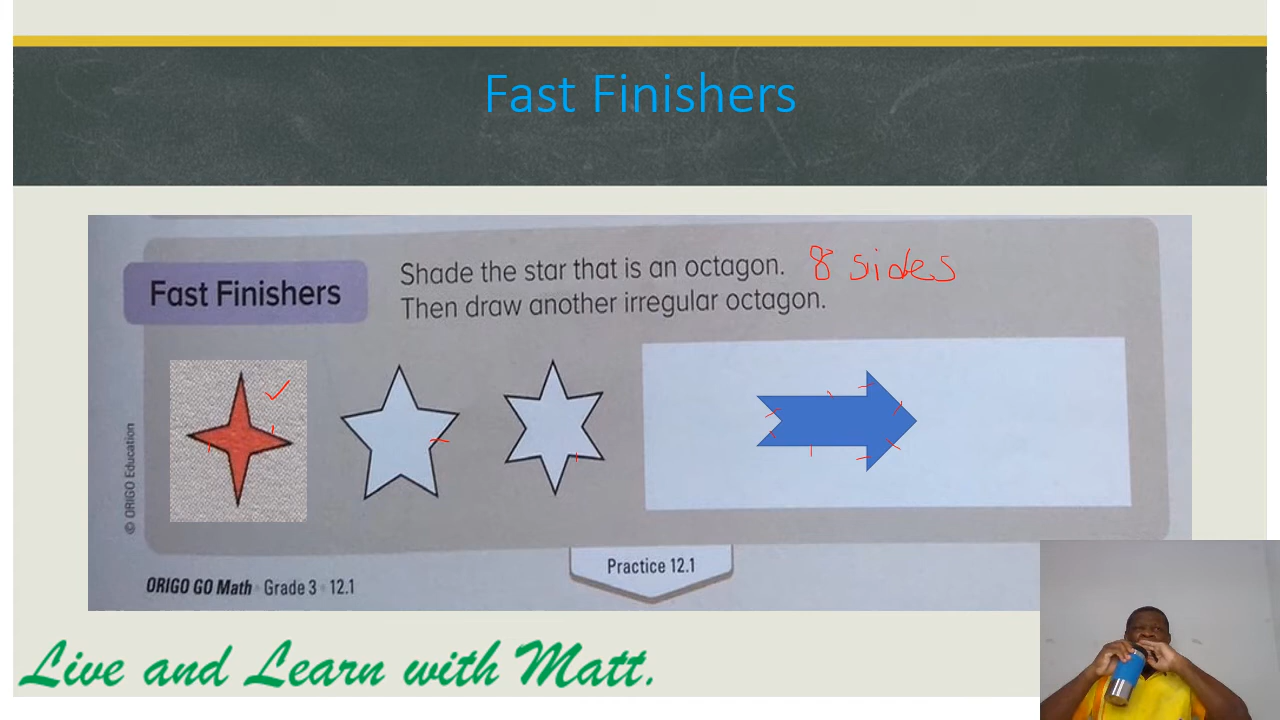 Fast Finishers
Fast Finishers
Shade the star that is an octagon. 8 sides
Then draw another irregular octagon.
© ORIGO Education
Practice 12.1
ORIGO GO Math • Grade 3 • 12.1
Live and Learn with Matt.